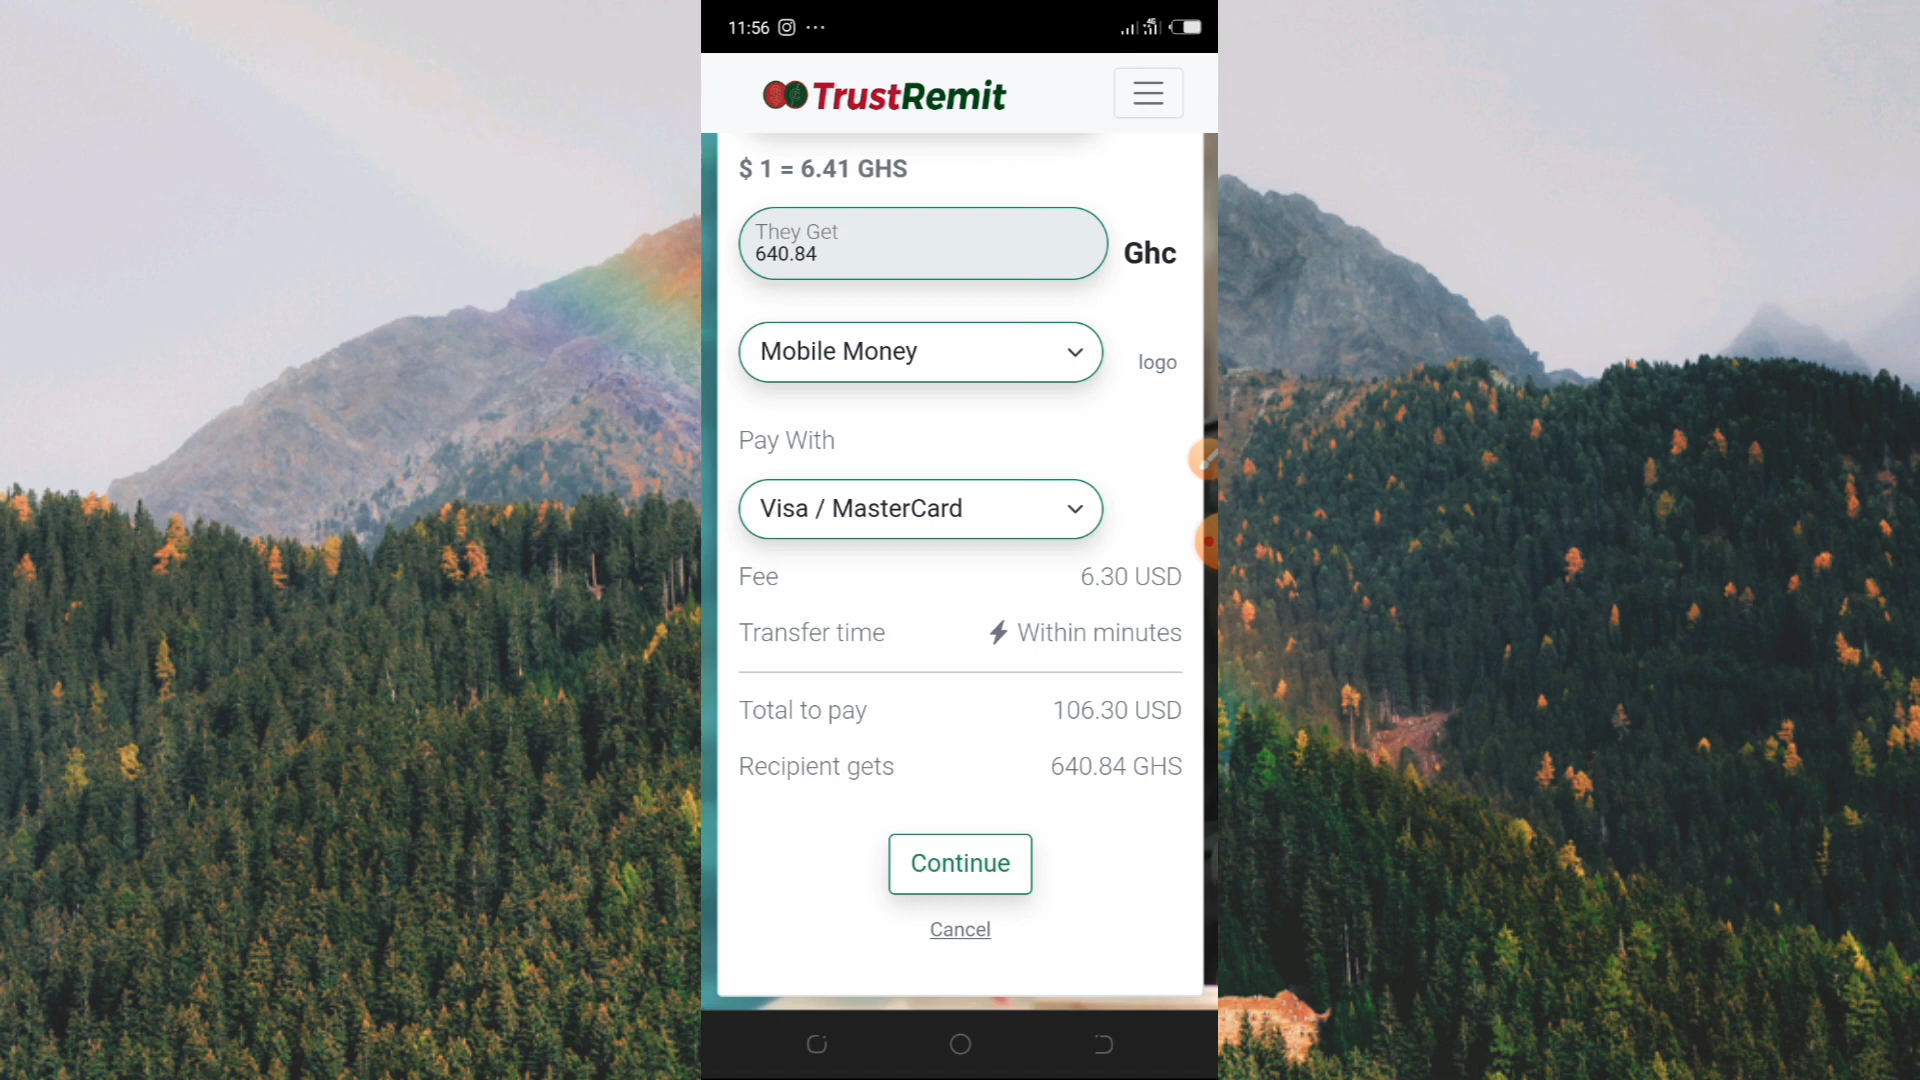 11:56
4G
TrustRemit
$ 1 = 6.41 GHS
They Get
640.84
Ghc
Mobile Money
logo
Pay With
Visa / MasterCard
Fee 6.30 USD
Transfer time Within minutes
Total to pay 106.30 USD
Recipient gets 640.84 GHS
Continue
Cancel